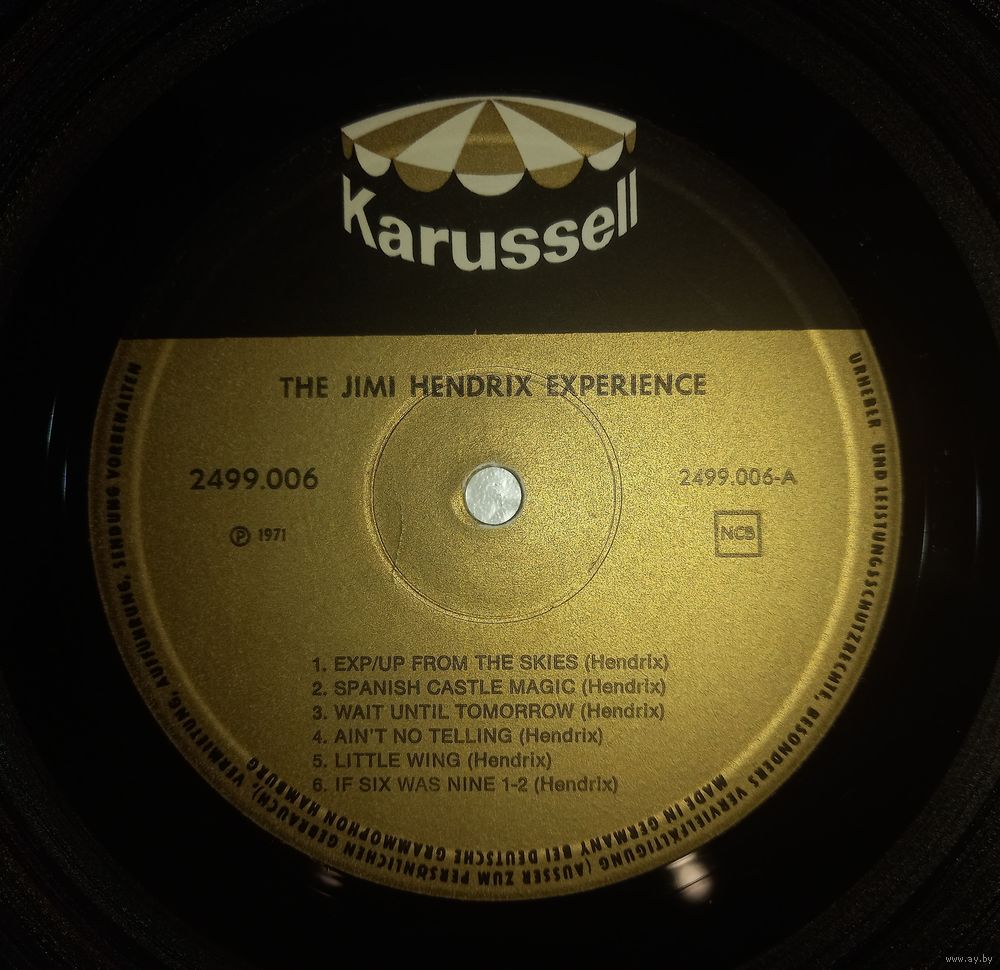 Karussell
THE JIMI HENDRIX EXPERIENCE
2499.006
2499.006-A
Ⓟ 1971
NCB
1. EXP/UP FROM THE SKIES (Hendrix)
2. SPANISH CASTLE MAGIC (Hendrix)
3. WAIT UNTIL TOMORROW (Hendrix)
4. AIN'T NO TELLING (Hendrix)
5. LITTLE WING (Hendrix)
6. IF SIX WAS NINE 1-2 (Hendrix)
URHEBER UND LEISTUNGSSCHUTZRECHTE, BESONDERS VERVIELFÄLTIGUNG (AUSSER ZUM PERSÖNLICHEN GEBRAUCH), VERMIETUNG, AUFFÜHRUNG, SENDUNG VORBEHALTEN
MADE IN GERMANY BEI DEUTSCHE GRAMMOPHON HAMBURG
www.ay.by